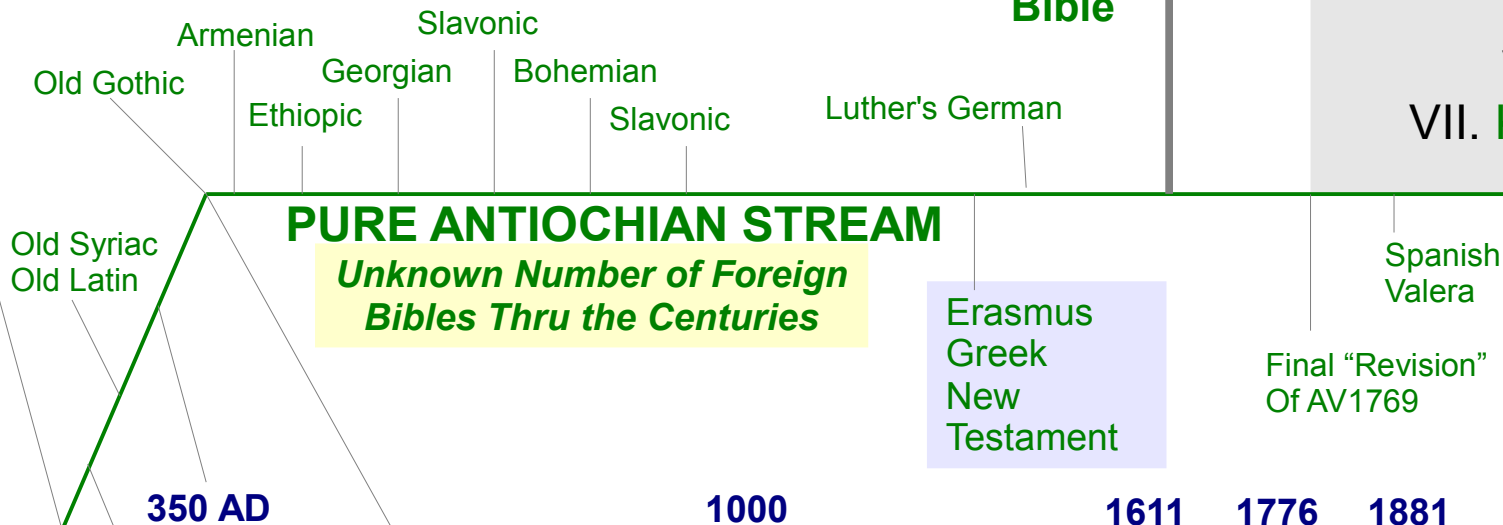 Bible
Slavonic
Armenian
Georgian
Bohemian
Old Gothic
Ethiopic
Slavonic
Luther's German
VII.
PURE ANTIOCHIAN STREAM
Unknown Number of Foreign
Bibles Thru the Centuries
Old Syriac
Old Latin
Spanish
Valera
Erasmus
Greek
New
Testament
Final “Revision”
Of AV1769
350 AD
1000
1611
1776
1881